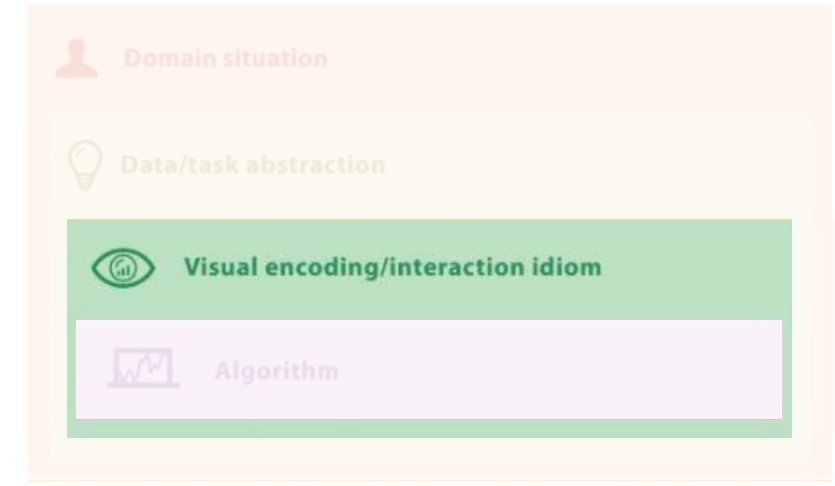 Domain situation
Data/task abstraction
Visual encoding/interaction idiom
Algorithm